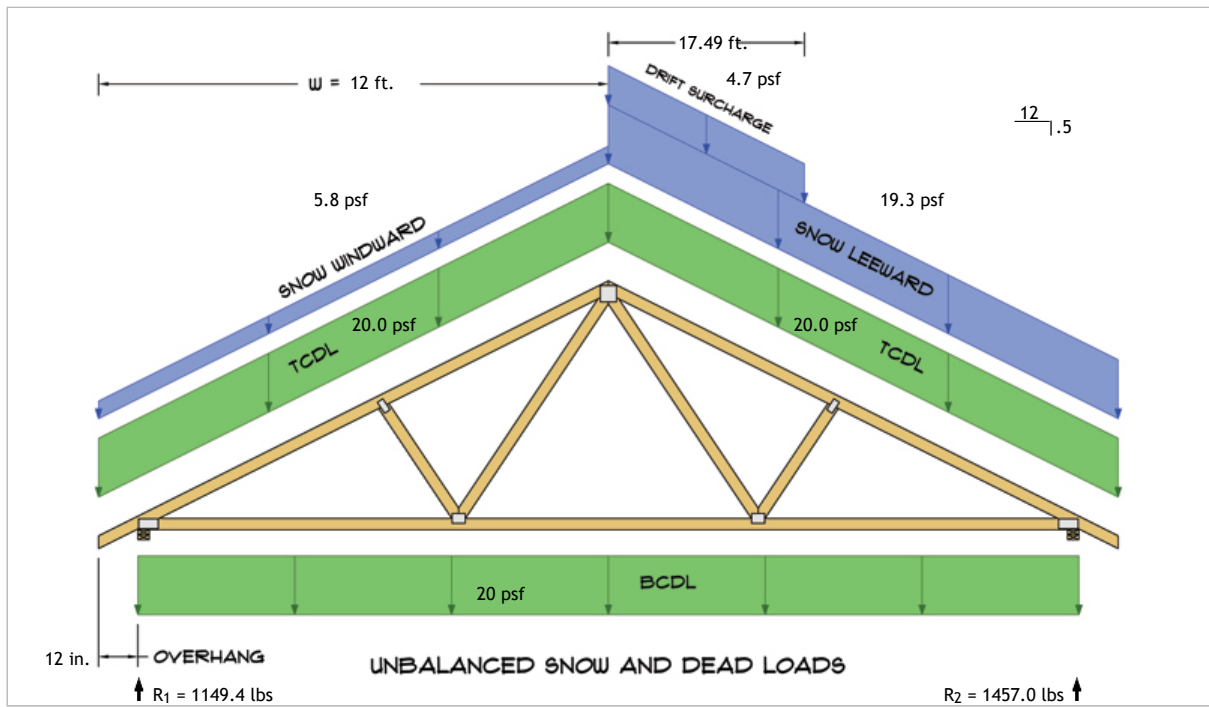 17.49 ft.
W = 12 ft.
DRIFT SURCHARGE
4.7 psf
12
.5
5.8 psf
19.3 psf
SNOW WINDWARD
SNOW LEEWARD
20.0 psf
20.0 psf
TCDL
TCDL
20 psf
BCDL
12 in.
OVERHANG
UNBALANCED SNOW AND DEAD LOADS
R1 = 1149.4 lbs
R2 = 1457.0 lbs